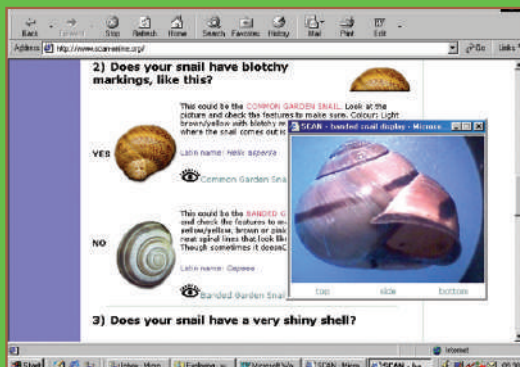 Back Forward Stop Refresh Home Search Favorites History Mail Print Edit
Address http://www.scan-online.org/ Go Links
2) Does your snail have blotchy
markings, like this?
This could be the COMMON GARDEN SNAIL. Look at the
picture and check the features to make sure. Colour: Light
brown/yellow with blotchy m
where the snail comes out is
SCAN - banded snail display - Micros...
YES
Latin name: Helix aspersa
Common Garden Sna
This could be the BANDED G
and check the features to m
yellow/yellow, brown or pink
neat spiral lines that look like
Though sometimes it doesn
NO
Latin name: Cepaea
Banded Garden Snai
top side bottom
3) Does your snail have a very shiny shell?
Internet
Start